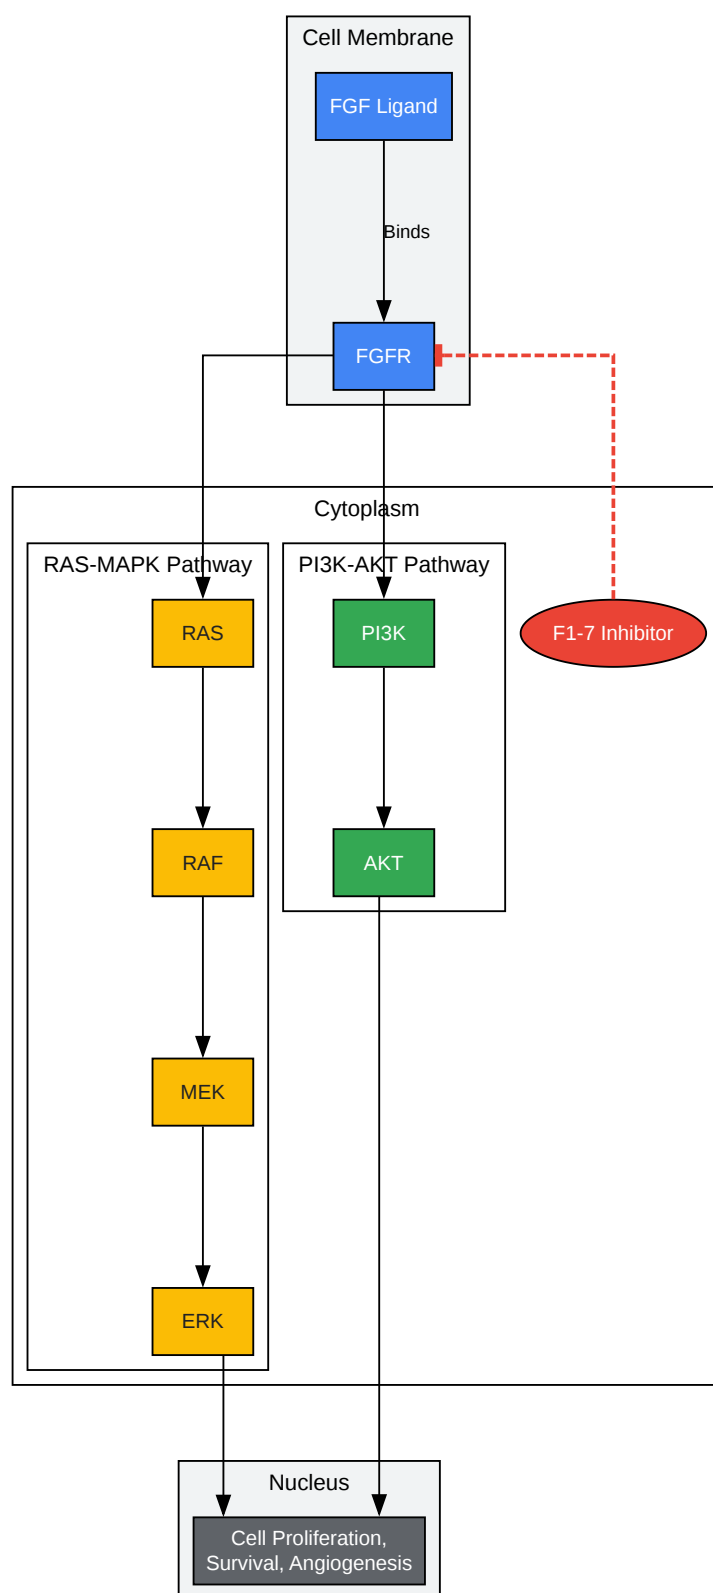 Cell Membrane
FGF Ligand
Binds
FGFR
Cytoplasm
RAS-MAPK Pathway
PI3K-AKT Pathway
RAS
PI3K
F1-7 Inhibitor
RAF
AKT
MEK
ERK
Nucleus
Cell Proliferation,
Survival, Angiogenesis